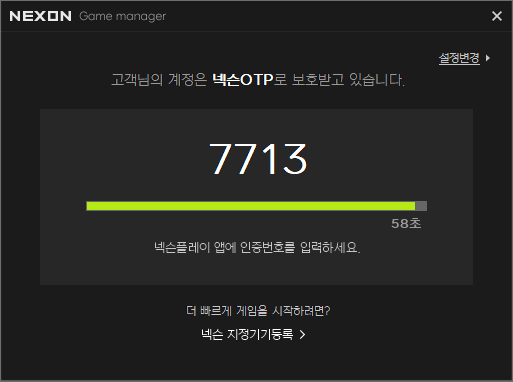 NEXON Game manager
설정변경
고객님의 계정은 넥슨OTP로 보호받고 있습니다.
7713
58초
넥슨플레이 앱에 인증번호를 입력하세요.
더 빠르게 게임을 시작하려면?
넥슨 지정기기등록 >